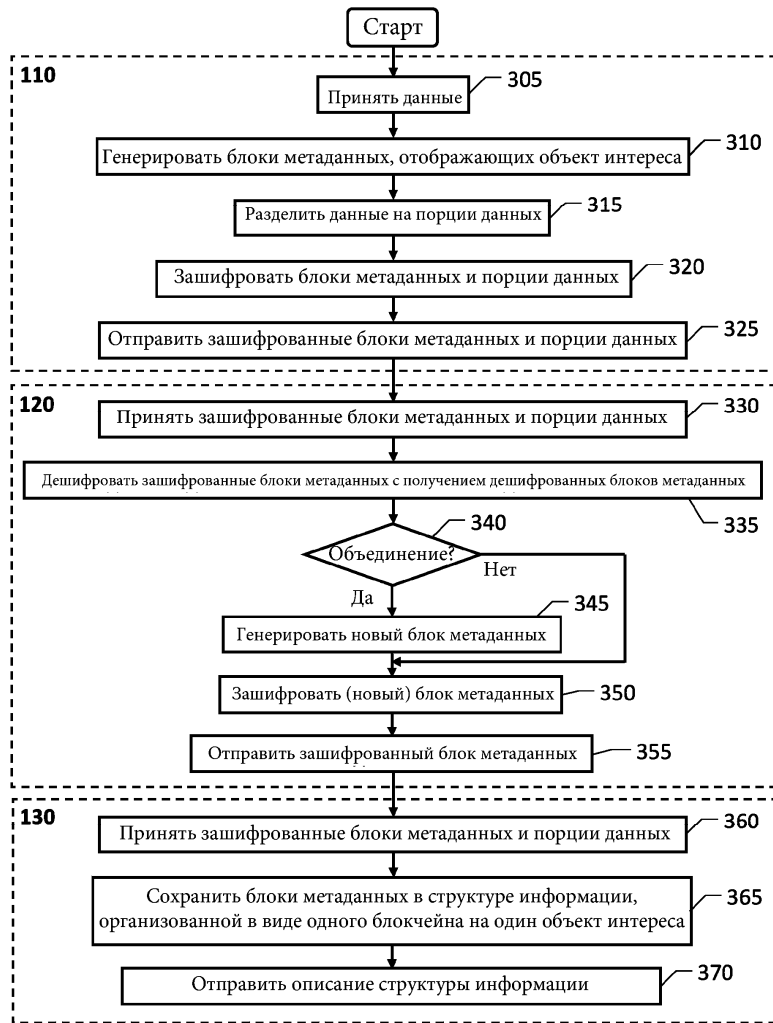 Старт
110
305
Принять данные
310
Генерировать блоки метаданных, отображающих объект интереса
315
Разделить данные на порции данных
320
Зашифровать блоки метаданных и порции данных
325
Отправить зашифрованные блоки метаданных и порции данных
120
330
Принять зашифрованные блоки метаданных и порции данных
Дешифровать зашифрованные блоки метаданных с получением дешифрованных блоков метаданных
335
340
Объединение?
Нет
Да
345
Генерировать новый блок метаданных
350
Зашифровать (новый) блок метаданных
355
Отправить зашифрованный блок метаданных
130
360
Принять зашифрованные блоки метаданных и порции данных
365
Сохранить блоки метаданных в структуре информации,
организованной в виде одного блокчейна на один объект интереса
370
Отправить описание структуры информации